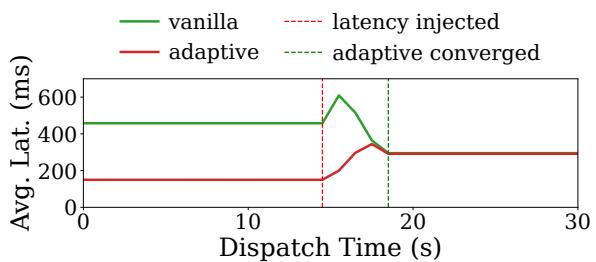 vanilla
adaptive
latency injected
adaptive converged
Avg. Lat. (ms)
600
400
200
0
0 10 20 30
Dispatch Time (s)